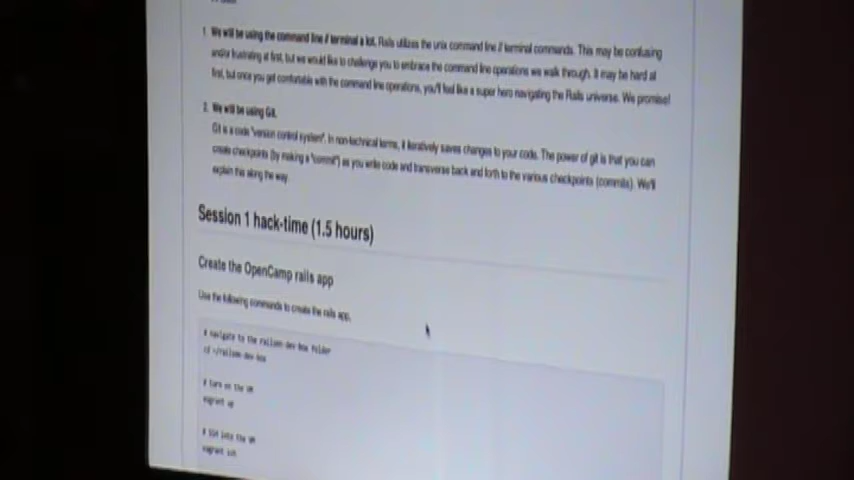 1. We will be using the command line / terminal a lot. Rails utilizes the unix command line // terminal commands. This may be confusing
and/or frustrating at first, but we would like to challenge you to embrace the command line operations we walk through. It may be hard at
first, but once you get comfortable with the command line operations, you'll feel like a super hero navigating the Rails universe. We promise!
2. We will be using Git.
Git is a code "version control system". In non-technical terms, it iteratively saves changes to your code. The power of git is that you can
create checkpoints (by making a "commit") as you write code and transverse back and forth to the various checkpoints (commits). We'll
explain this along the way.
Session 1 hack-time (1.5 hours)
Create the OpenCamp rails app
Use the following commands to create the rails app.
# navigate to the railsmn-dev-box folder
cd ~/railsmn-dev-box
# turn on the VM
vagrant up
# SSH into the VM
vagrant ssh